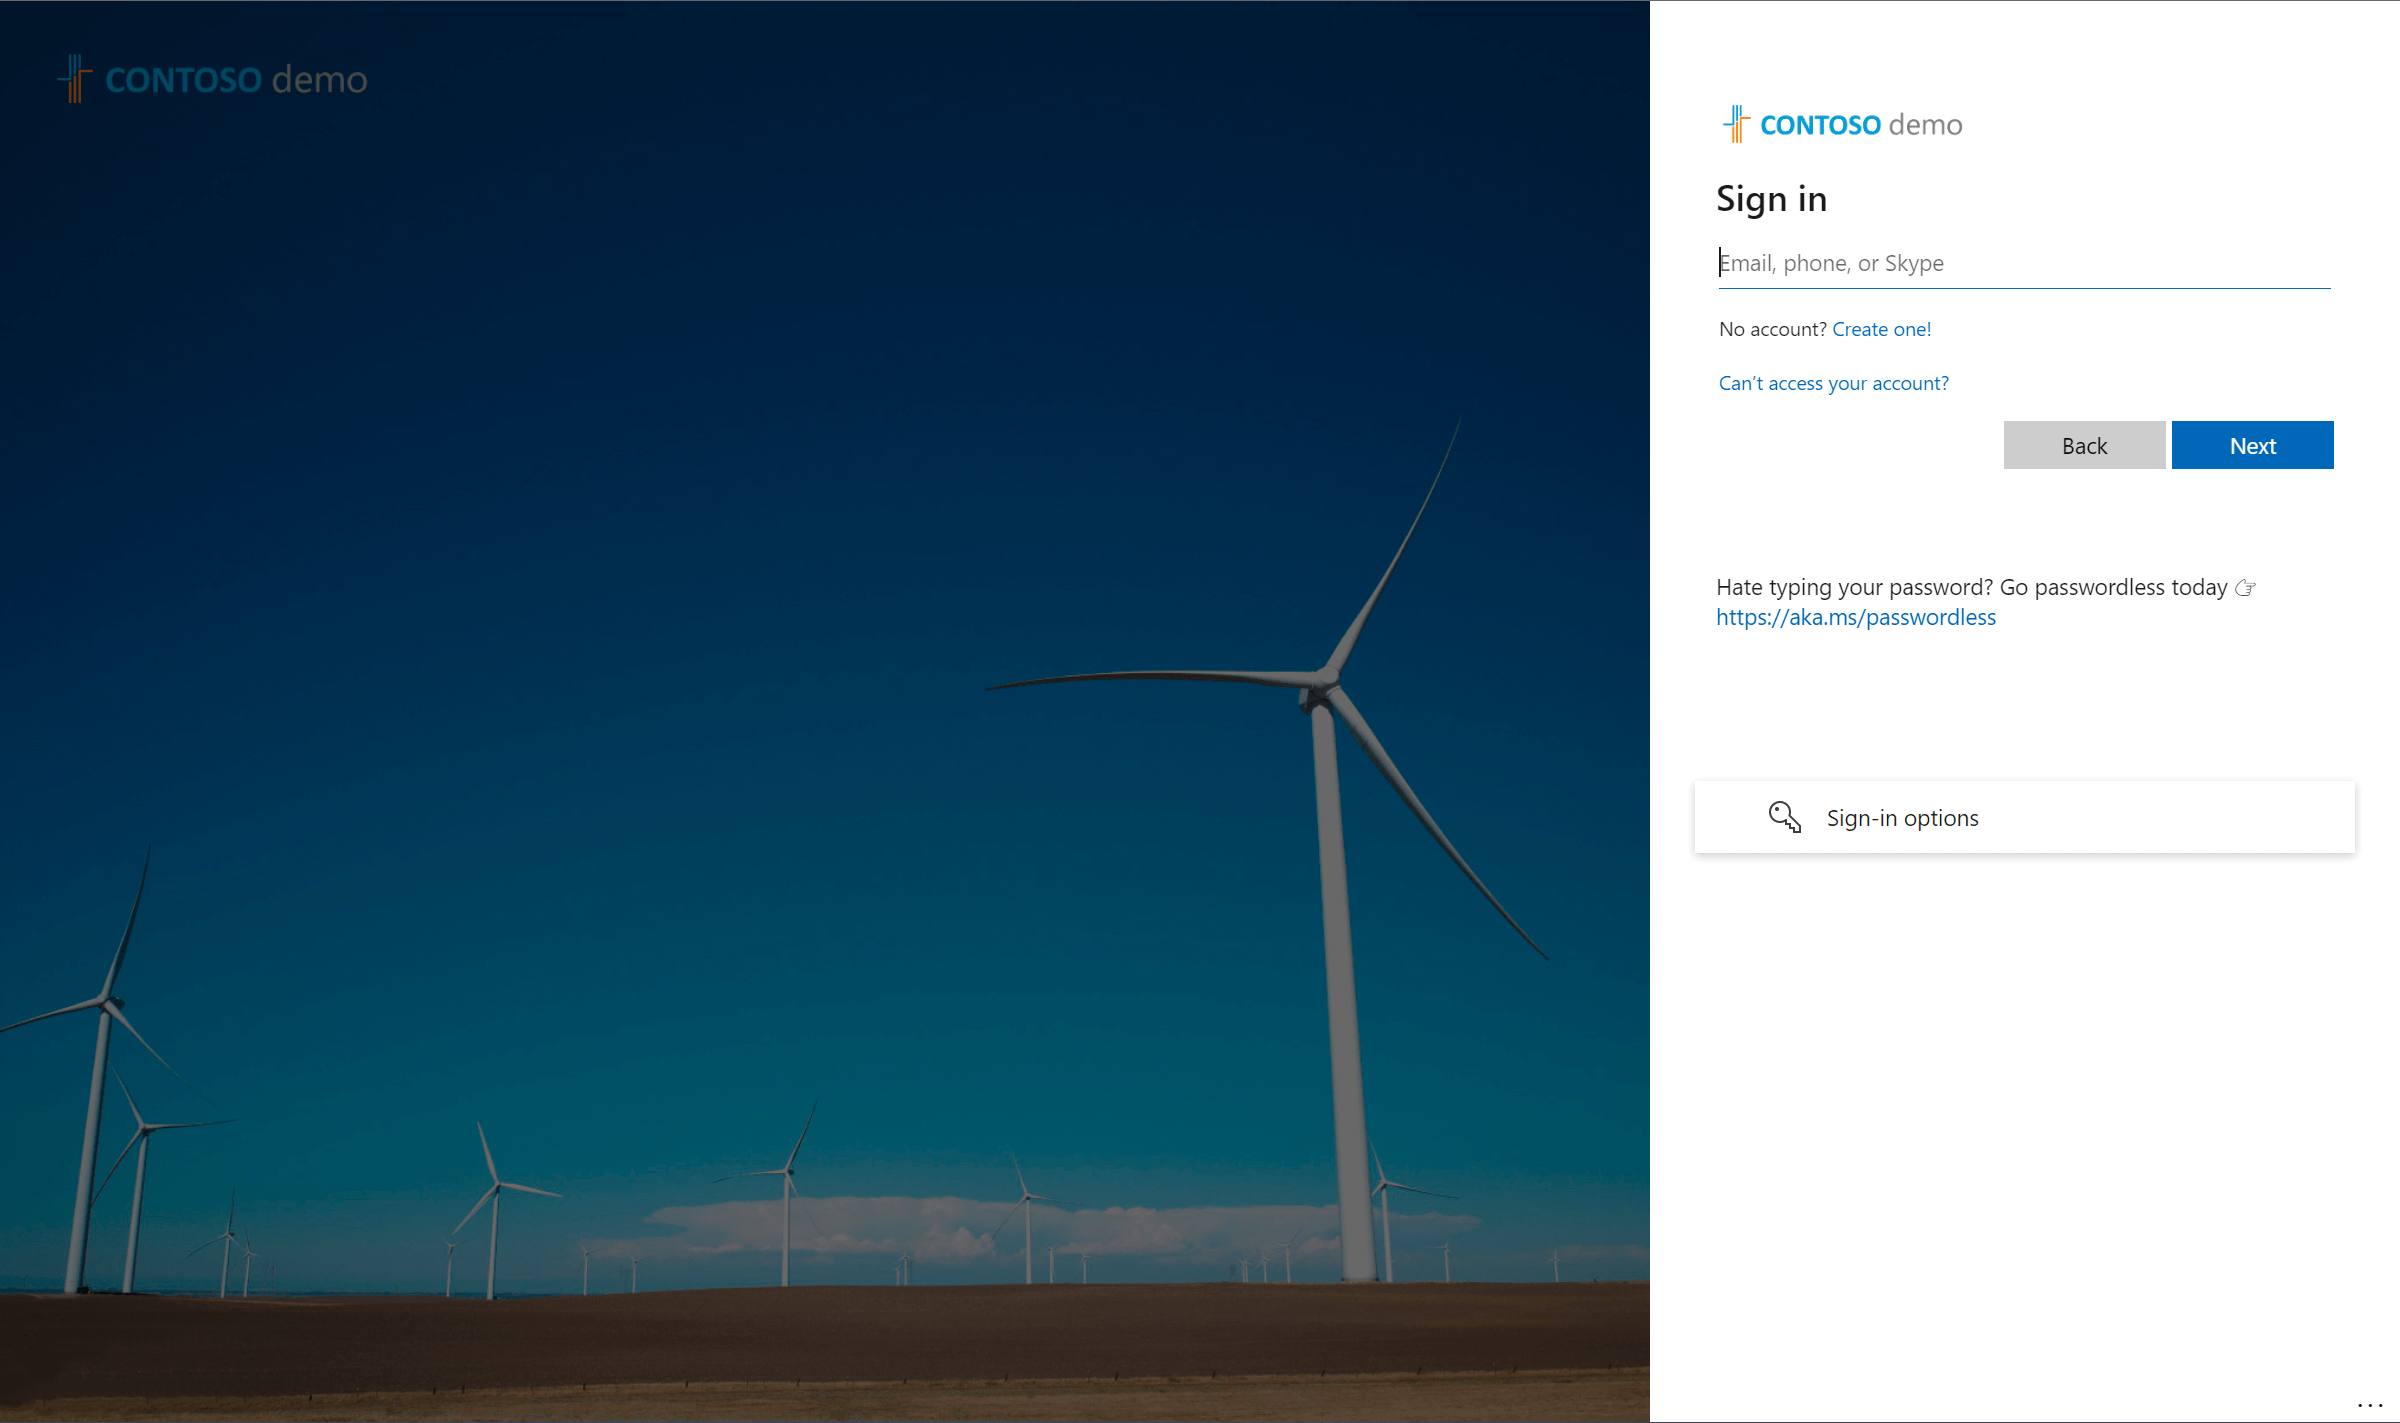 CONTOSO demo
CONTOSO demo
Sign in
Email, phone, or Skype
No account? Create one!
Can't access your account?
Back
Next
Hate typing your password? Go passwordless today 👉
https://aka.ms/passwordless
Sign-in options
...